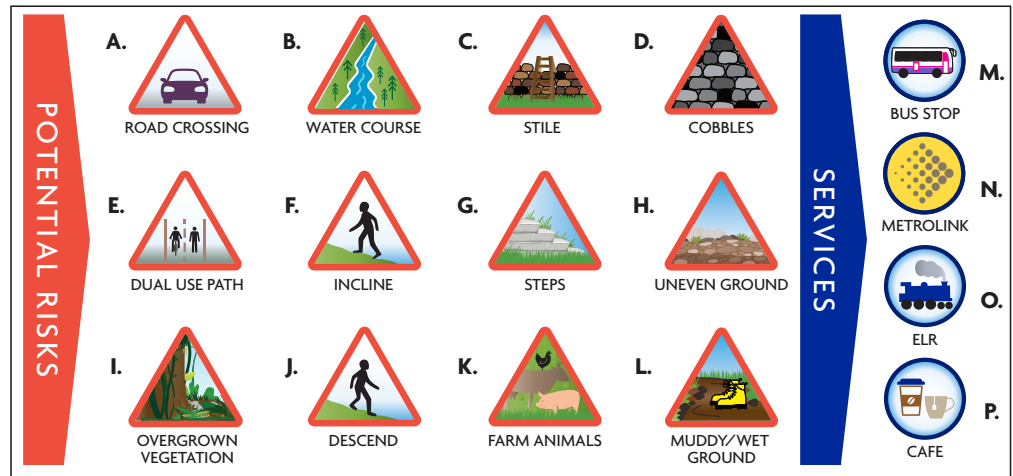 POTENTIAL RISKS
A.
ROAD CROSSING
B.
WATER COURSE
C.
STILE
D.
COBBLES
E.
DUAL USE PATH
F.
INCLINE
G.
STEPS
H.
UNEVEN GROUND
I.
OVERGROWN
VEGETATION
J.
DESCEND
K.
FARM ANIMALS
L.
MUDDY/WET
GROUND
SERVICES
M.
BUS STOP
N.
METROLINK
O.
ELR
P.
CAFE